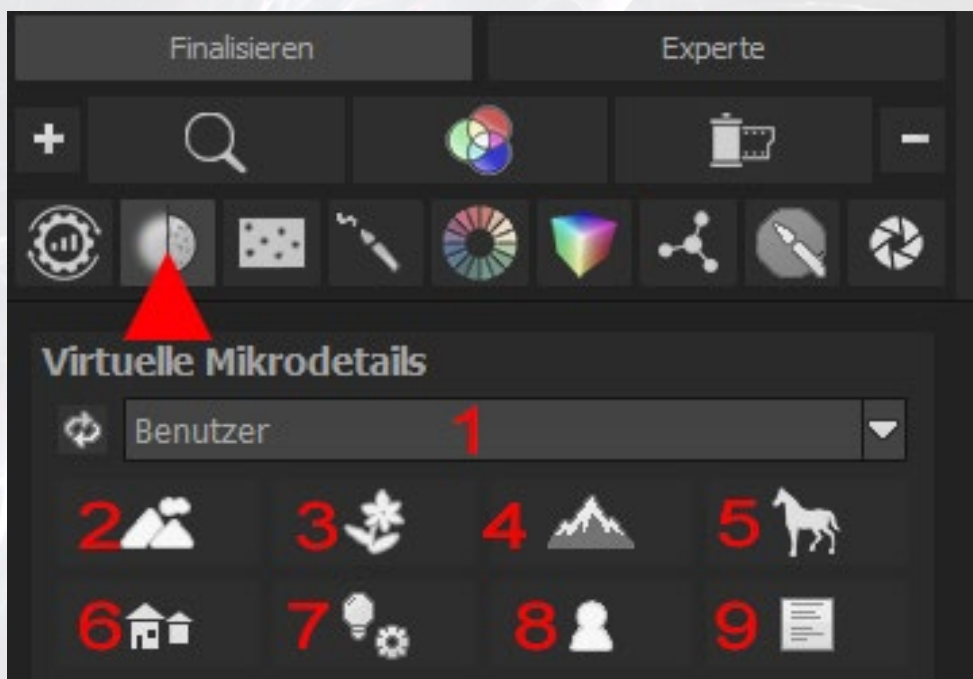 Finalisieren Experte
Virtuelle Mikrodetails
Benutzer 1
2 3 4 5
6 7 8 9